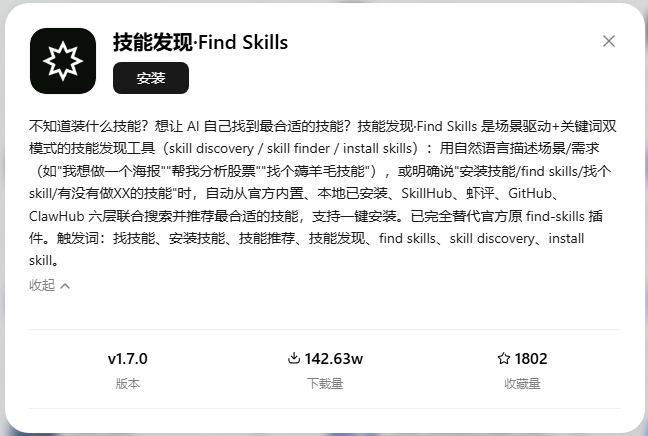 技能发现·Find Skills
安装
不知道装什么技能？想让 AI 自己找到最合适的技能？技能发现·Find Skills 是场景驱动+关键词双
模式的技能发现工具（skill discovery / skill finder / install skills）：用自然语言描述场景/需求
（如"我想做一个海报""帮我分析股票""找个薅羊毛技能"），或明确说"安装技能/find skills/找个
skill/有没有做XX的技能"时，自动从官方内置、本地已安装、SkillHub、虾评、GitHub、
ClawHub 六层联合搜索并推荐最合适的技能，支持一键安装。已完全替代官方原 find-skills 插
件。触发词：找技能、安装技能、技能推荐、技能发现、find skills、skill discovery、install
skill。
收起
v1.7.0
版本
142.63w
下载量
1802
收藏量